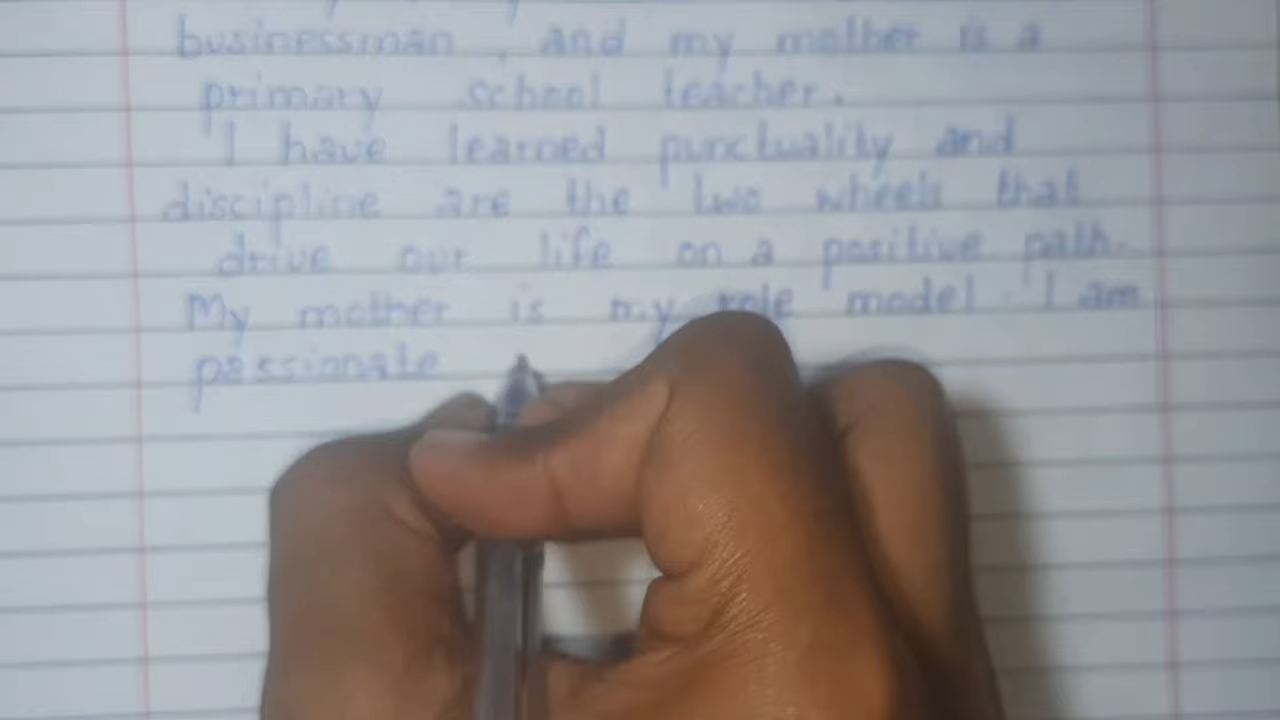 businessman , and my mother is a
primary school teacher.
I have learned punctuality and
discipline are the two wheels that
drive our life on a positive path.
My mother is my role model . I am
passionate